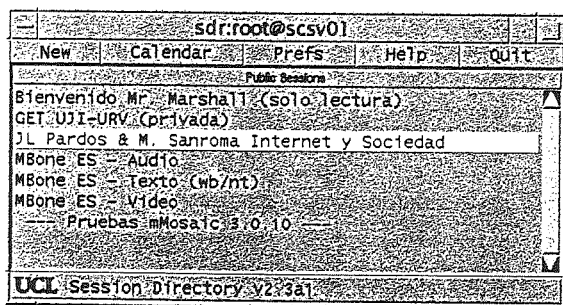 sdr:root@scsv01
New Calendar Prefs Help Quit
Public Sessions
Bienvenido Mr. Marshall (solo lectura)
GET UJI-URV (privada)
JL Pardos & M. Sanroma Internet y Sociedad
MBone ES - Audio
MBone ES - Texto (wb/nt)
MBone ES - Video
--- Pruebas mMosaic 3.0.10 ---
UCL Session Directory v2.3a1